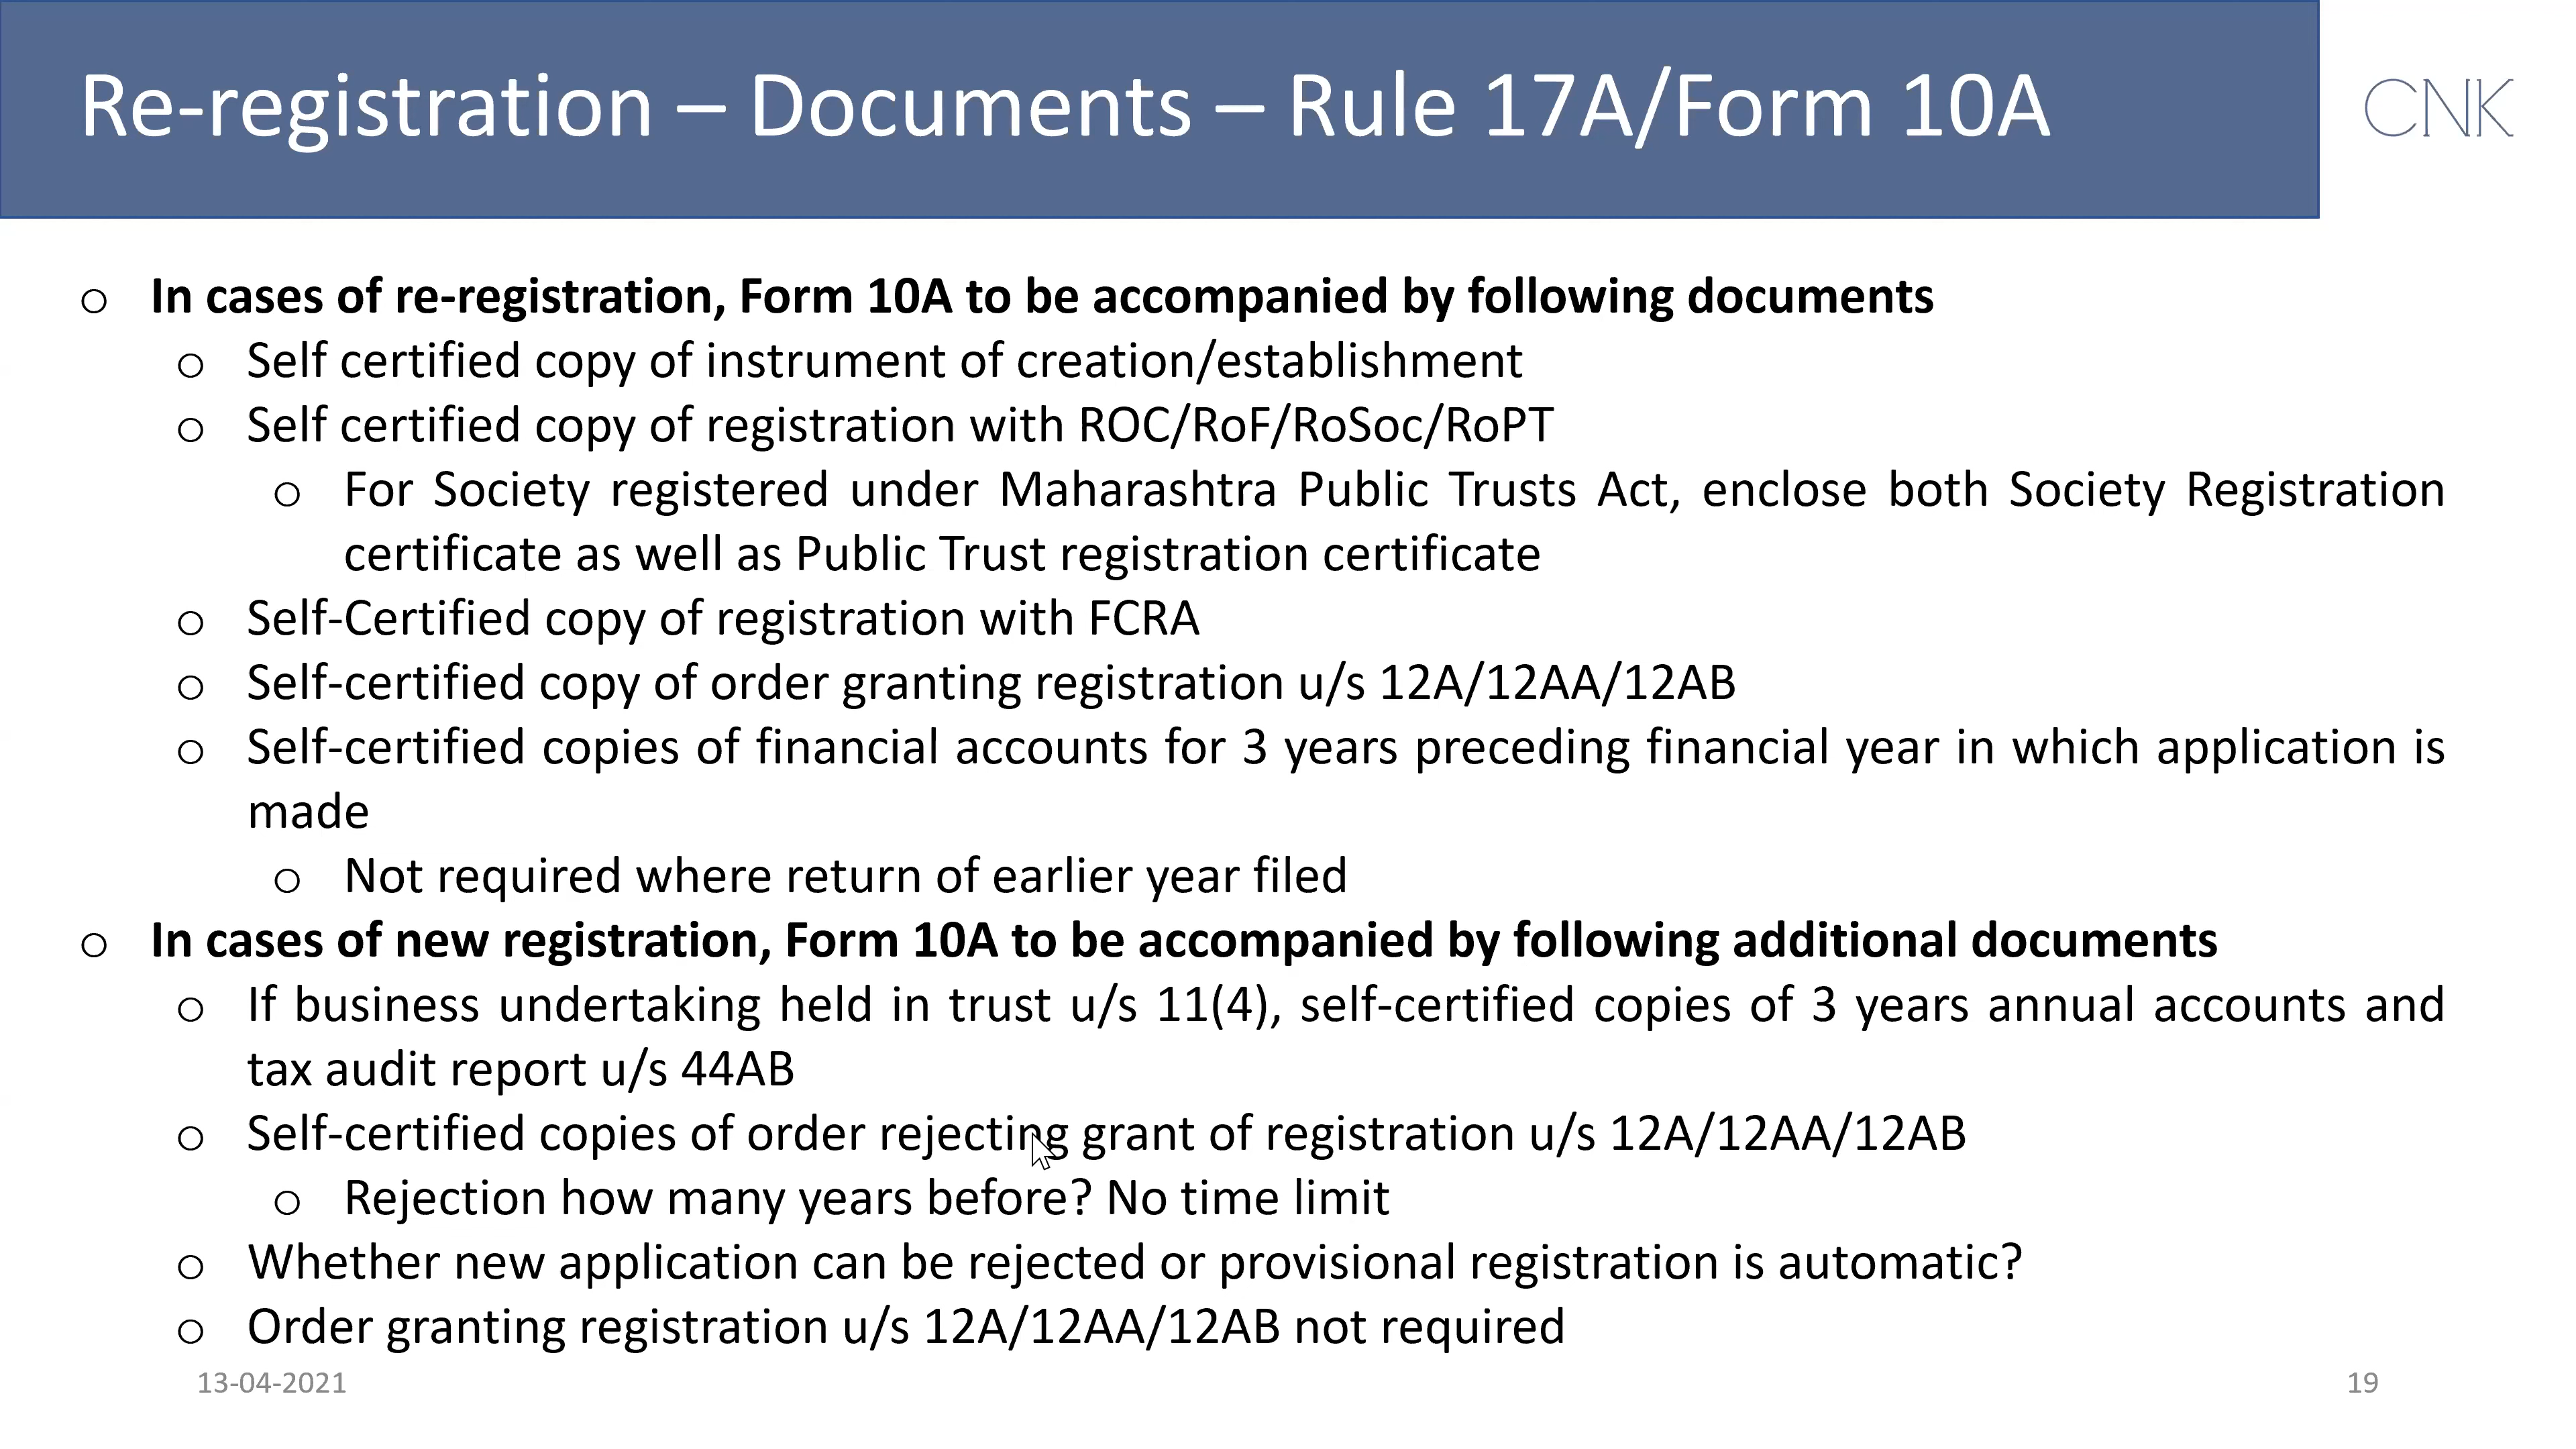 Re-registration – Documents – Rule 17A/Form 10A
CNK
o In cases of re-registration, Form 10A to be accompanied by following documents
o Self certified copy of instrument of creation/establishment
o Self certified copy of registration with ROC/RoF/RoSoc/RoPT
o For Society registered under Maharashtra Public Trusts Act, enclose both Society Registration
certificate as well as Public Trust registration certificate
o Self-Certified copy of registration with FCRA
o Self-certified copy of order granting registration u/s 12A/12AA/12AB
o Self-certified copies of financial accounts for 3 years preceding financial year in which application is
made
o Not required where return of earlier year filed
o In cases of new registration, Form 10A to be accompanied by following additional documents
o If business undertaking held in trust u/s 11(4), self-certified copies of 3 years annual accounts and
tax audit report u/s 44AB
o Self-certified copies of order rejecting grant of registration u/s 12A/12AA/12AB
o Rejection how many years before? No time limit
o Whether new application can be rejected or provisional registration is automatic?
o Order granting registration u/s 12A/12AA/12AB not required
13-04-2021
19